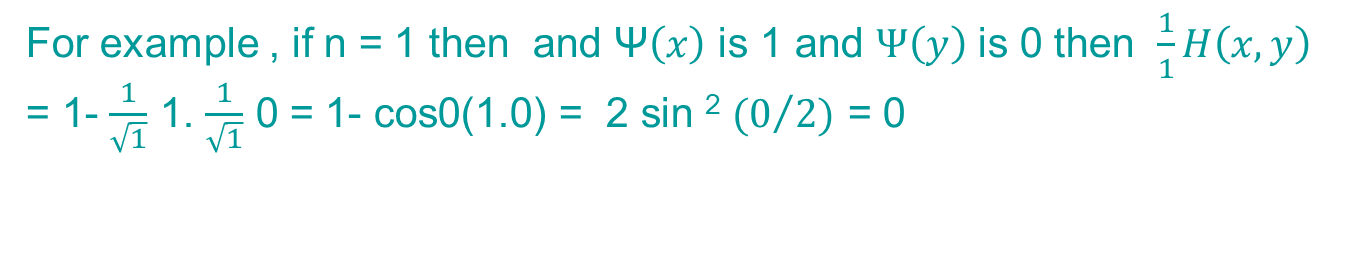 For example , if n = 1 then and Ψ(x) is 1 and Ψ(y) is 0 then 1/1 H(x, y)
= 1- 1/√1 1. 1/√1 0 = 1- cos0(1.0) = 2 sin ² (0/2) = 0